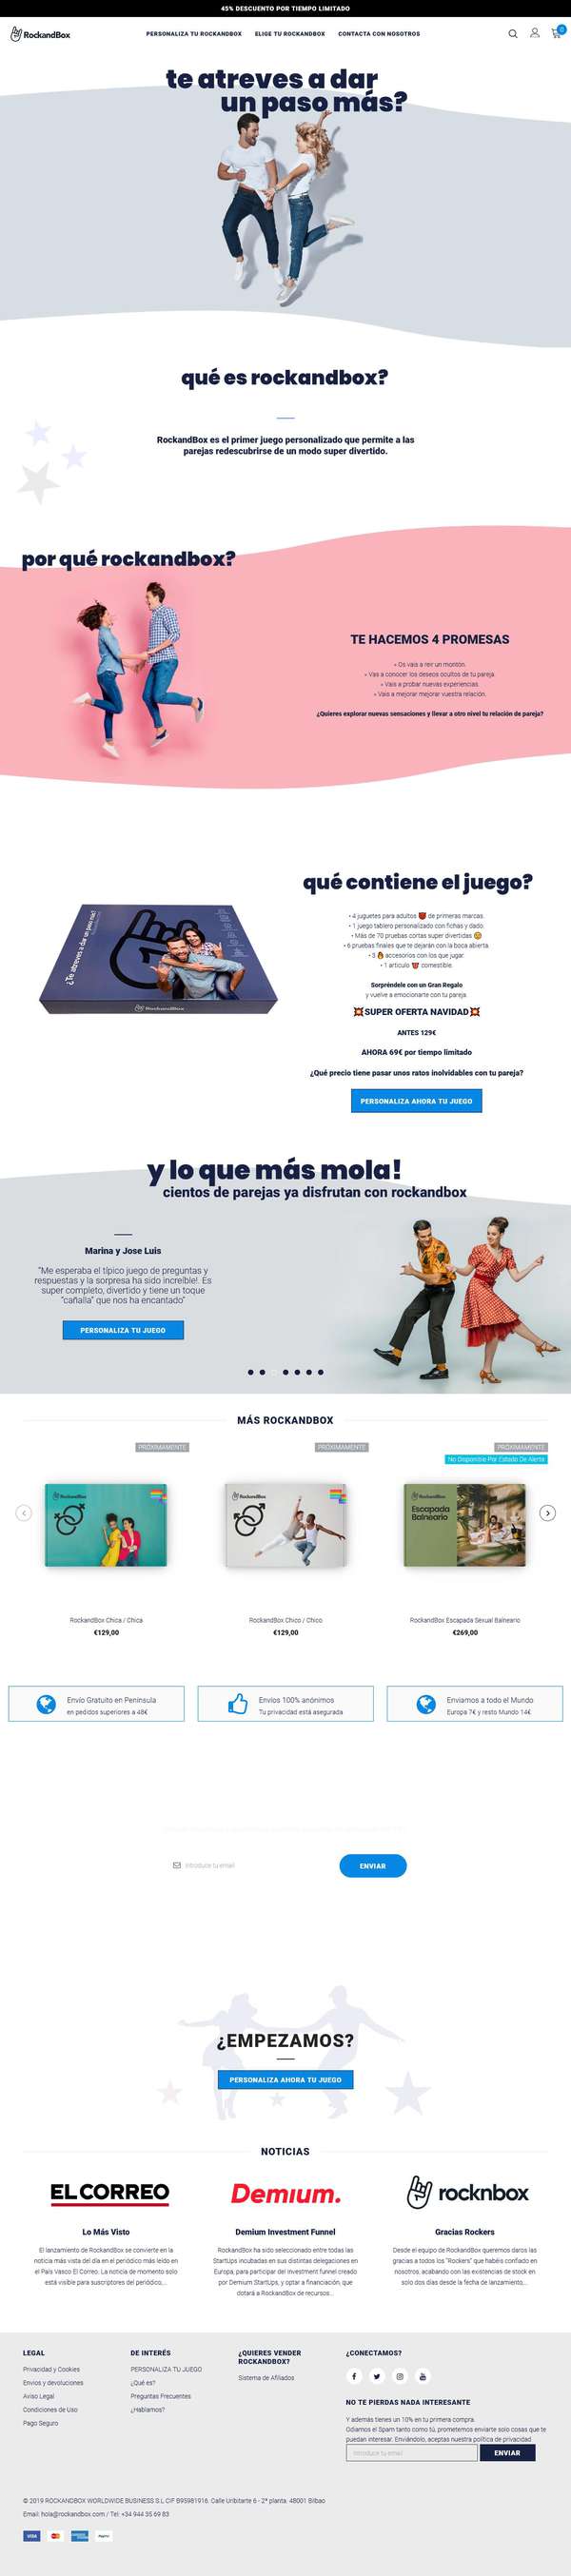 45% DESCUENTO POR TIEMPO LIMITADO
RockandBox
PERSONALIZA TU ROCKANDBOX ELIGE TU ROCKANDBOX CONTACTA CON NOSOTROS
0
te atreves a dar
un paso más?
qué es rockandbox?
RockandBox es el primer juego personalizado que permite a las
parejas redescubrirse de un modo super divertido.
por qué rockandbox?
TE HACEMOS 4 PROMESAS
• Os vais a reir un montón.
• Vas a conocer los deseos ocultos de tu pareja.
• Vais a probar nuevas experiencias.
• Vais a mejorar mejorar vuestra relación.
¿Quieres explorar nuevas sensaciones y llevar a otro nivel tu relación de pareja?
qué contiene el juego?
• 4 juguetes para adultos 😈 de primeras marcas.
• 1 juego tablero personalizado con fichas y dado.
• Más de 70 pruebas cortas super divertidas
• 6 pruebas finales que te dejarán con la boca abierta.
• 3 🔥 accesorios con los que jugar.
• 1 artículo comestible.
¿Te atreves a dar un paso más?
RockandBox
Sorpréndele con un Gran Regalo
y vuelve a emocionarte con tu pareja.
💥SUPER OFERTA NAVIDAD💥
ANTES 129€
AHORA 69€ por tiempo limitado
¿Qué precio tiene pasar unos ratos inolvidables con tu pareja?
PERSONALIZA AHORA TU JUEGO
y lo que más mola!
cientos de parejas ya disfrutan con rockandbox
Marina y Jose Luis
"Me esperaba el típico juego de preguntas y
respuestas y la sorpresa ha sido increíble!. Es
super completo, divertido y tiene un toque
"cañalla" que nos ha encantado"
PERSONALIZA TU JUEGO
MÁS ROCKANDBOX
PRÓXIMAMENTE
PRÓXIMAMENTE
PRÓXIMAMENTE
No Disponible Por Estado De Alerta
RockandBox
RockandBox
RockandBox
Escapada
Balneario
RockandBox Chica / Chica
€129,00
RockandBox Chico / Chico
€129,00
RockandBox Escapada Sexual Balneario
€269,00
Envío Gratuito en Península
en pedidos superiores a 48€
Envíos 100% anónimos
Tu privacidad está asegurada
Enviamos a todo el Mundo
Europa 7€ y resto Mundo 14€
Introduce tu email
ENVIAR
¿EMPEZAMOS?
PERSONALIZA AHORA TU JUEGO
NOTICIAS
EL CORREO
Demium.
rocknbox
Lo Más Visto
El lanzamiento de RockandBox se convierte en la
noticia más vista del día en el periódico más leído en
el País Vasco El Correo. La noticia de momento solo
está visible para suscriptores del periódico,...
Demium Investment Funnel
RockandBox ha sido seleccionado entre todas las
StartUps incubadas en sus distintas delegaciones en
Europa, para participar del investment funnel creado
por Demium StartUps, y optar a financiación, que
dotará a RockandBox de recursos...
Gracias Rockers
Desde el equipo de RockandBox queremos daros las
gracias a todos los "Rockers" que habéis confiado en
nosotros, acabando con las existencias de stock en
solo dos días desde la fecha de lanzamiento,...
LEGAL
Privacidad y Cookies
Envios y devoluciones
Aviso Legal
Condiciones de Uso
Pago Seguro
DE INTERÉS
PERSONALIZA TU JUEGO
¿Qué es?
Preguntas Frecuentes
¿Hablamos?
¿QUIERES VENDER
ROCKANDBOX?
Sistema de Afiliados
¿CONECTAMOS?
NO TE PIERDAS NADA INTERESANTE
Y además tienes un 10% en tu primera compra.
Odiamos el Spam tanto como tú, prometemos enviarte solo cosas que te
puedan interesar. Enviándolo, aceptas nuestra política de privacidad
Introduce tu email
ENVIAR
© 2019 ROCKANDBOX WORLDWIDE BUSINESS S.L CIF B95981916. Calle Uribitarte 6 - 2ª planta. 48001 Bilbao
Email: hola@rockandbox.com / Tel: +34 944 35 69 83
VISA